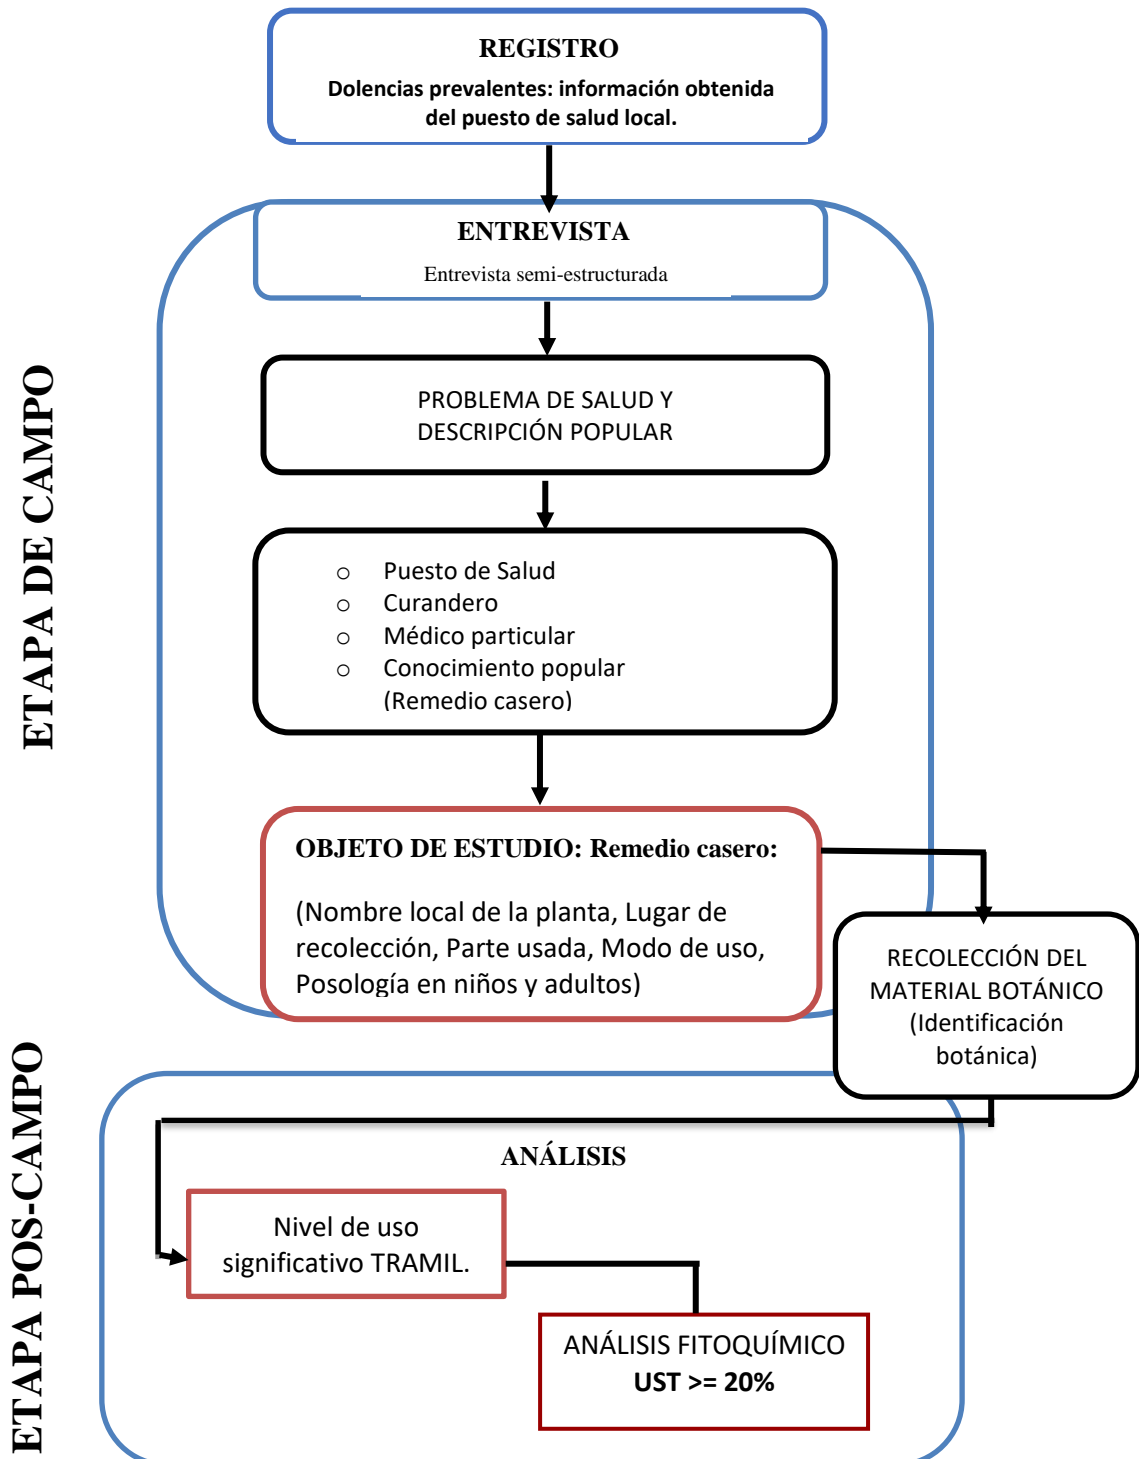 REGISTRO
Dolencias prevalentes: información obtenida
del puesto de salud local.
ETAPA DE CAMPO
ENTREVISTA
Entrevista semi-estructurada
PROBLEMA DE SALUD Y
DESCRIPCIÓN POPULAR
o Puesto de Salud
o Curandero
o Médico particular
o Conocimiento popular
(Remedio casero)
OBJETO DE ESTUDIO: Remedio casero:
(Nombre local de la planta, Lugar de
recolección, Parte usada, Modo de uso,
Posología en niños y adultos)
RECOLECCIÓN DEL
MATERIAL BOTÁNICO
(Identificación
botánica)
ETAPA POS-CAMPO
ANÁLISIS
Nivel de uso
significativo TRAMIL.
ANÁLISIS FITOQUÍMICO
UST >= 20%